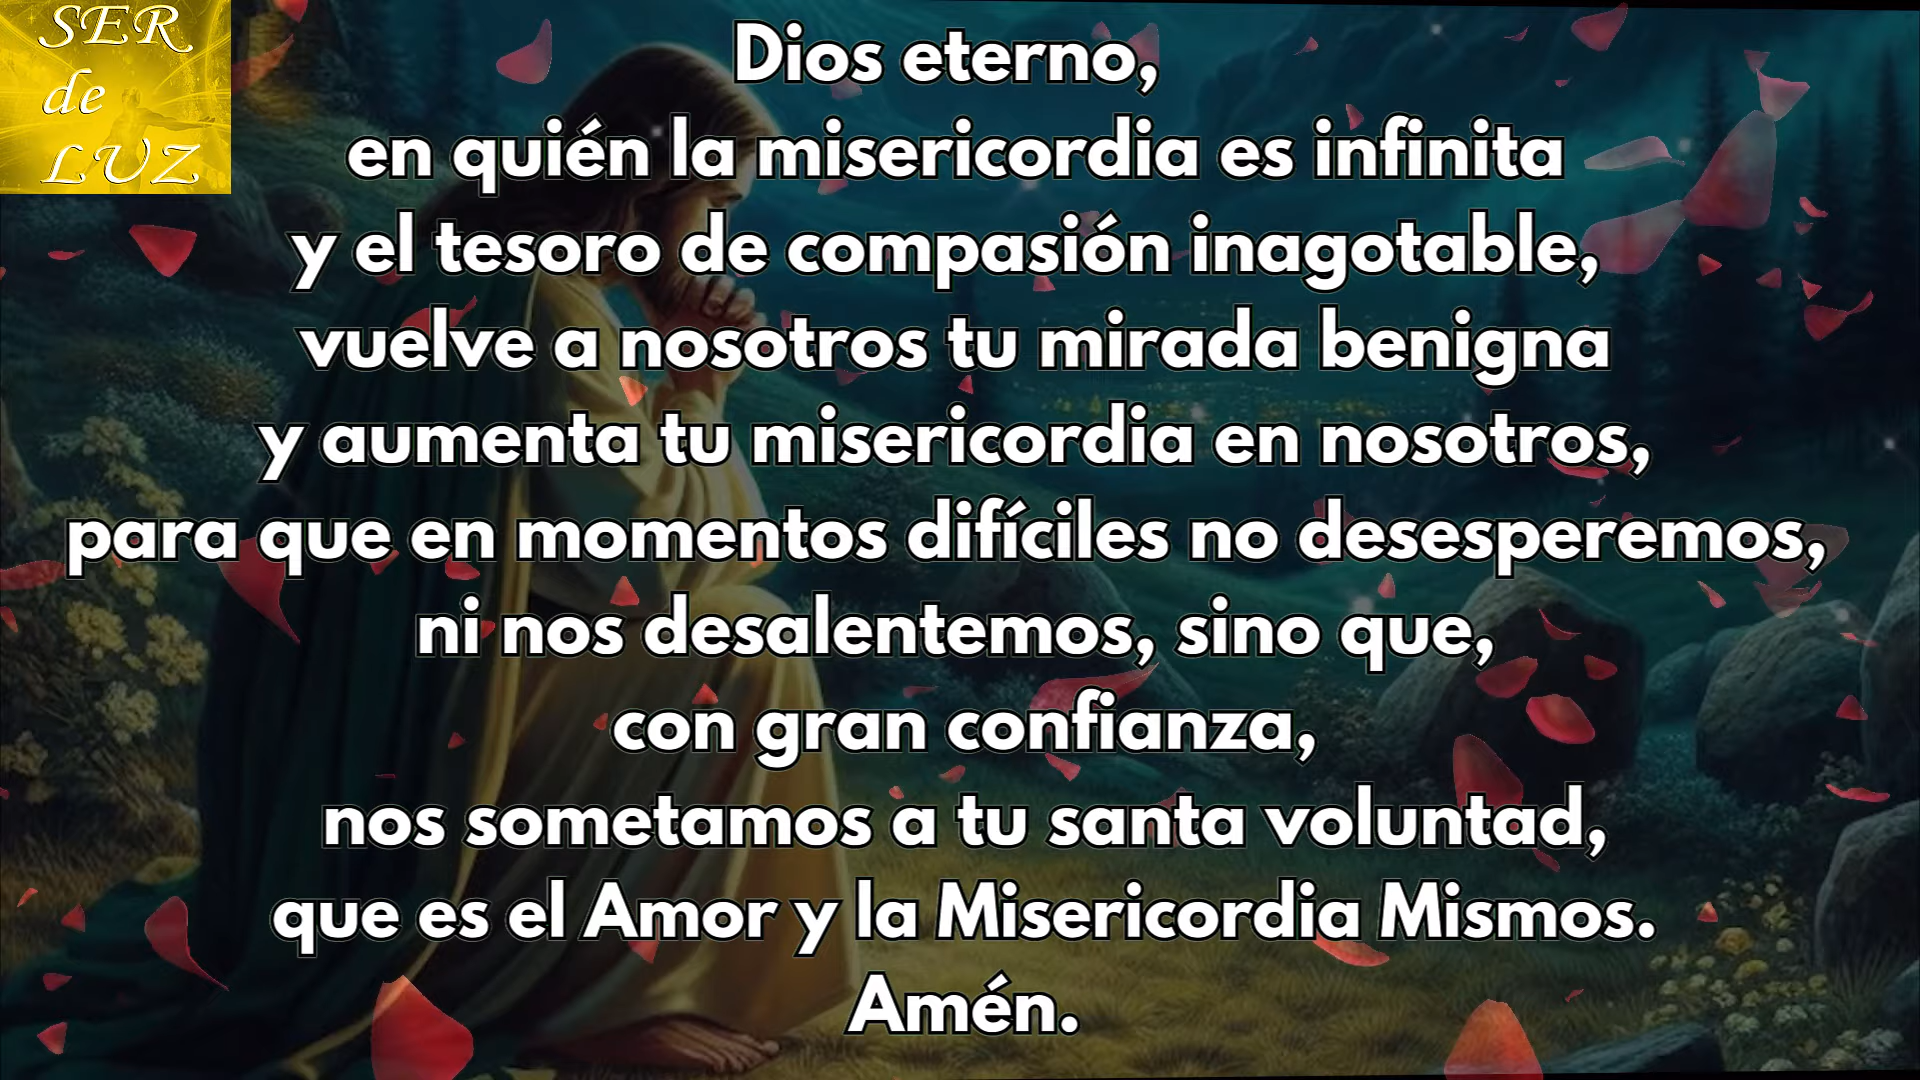 SER
de
LUZ
Dios eterno,
en quién la misericordia es infinita
y el tesoro de compasión inagotable,
vuelve a nosotros tu mirada benigna
y aumenta tu misericordia en nosotros,
para que en momentos difíciles no desesperemos,
ni nos desalentemos, sino que,
con gran confianza,
nos sometamos a tu santa voluntad,
que es el Amor y la Misericordia Mismos.
Amén.